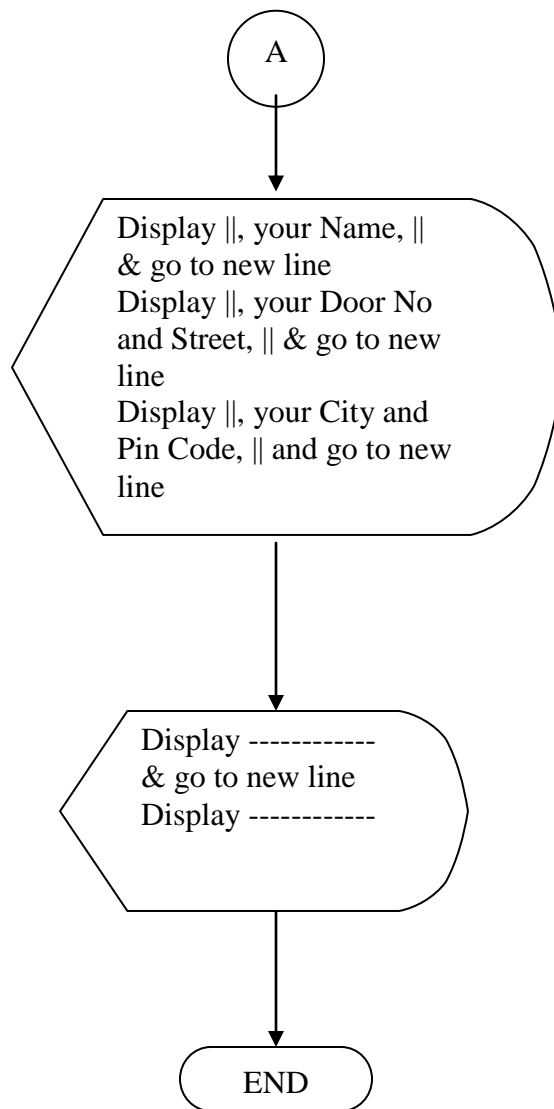 A
Display ||, your Name, ||
& go to new line
Display ||, your Door No
and Street, || & go to new
line
Display ||, your City and
Pin Code, || and go to new
line
Display ------------
& go to new line
Display ------------
END